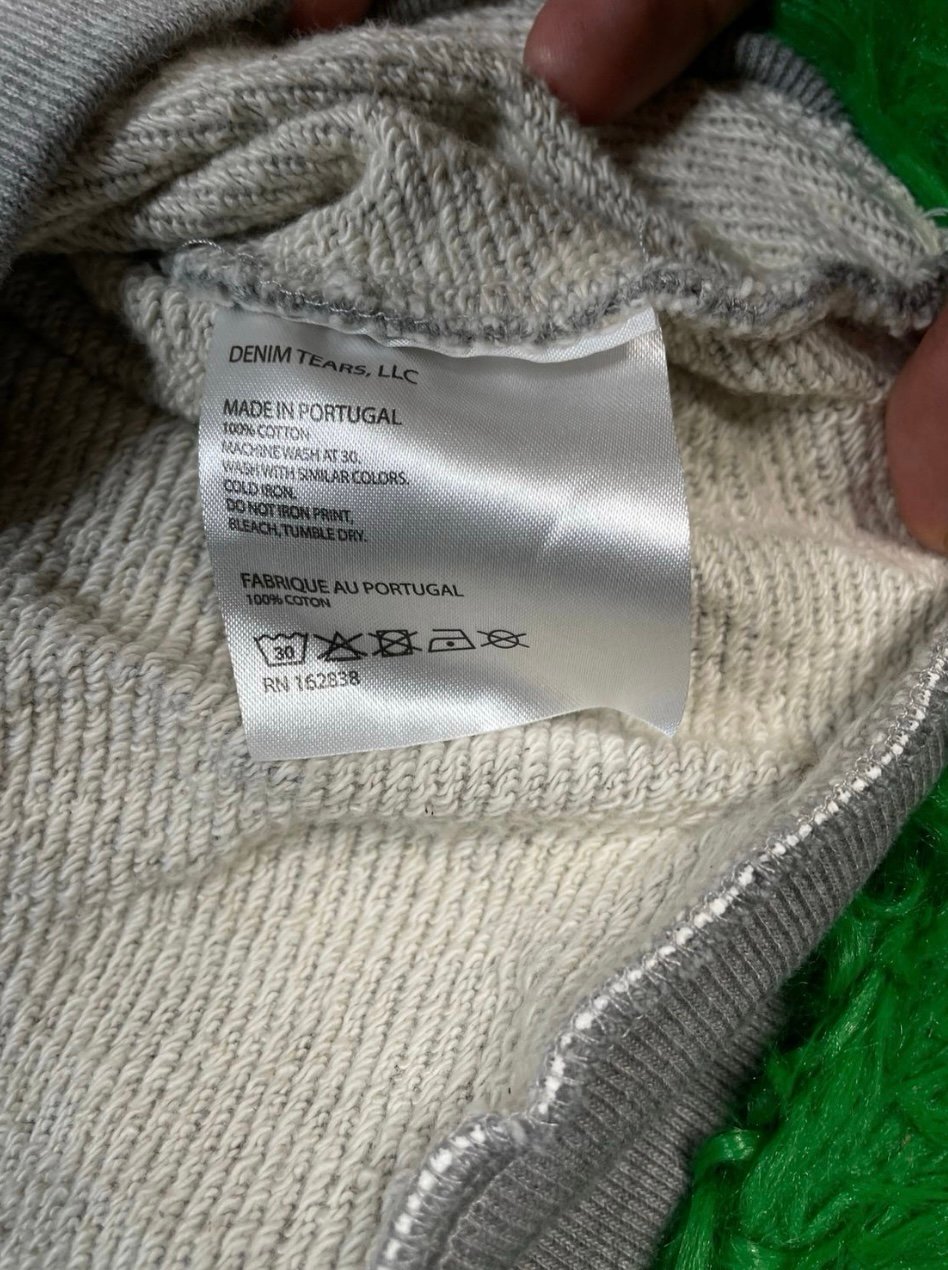 DENIM TEARS, LLC
MADE IN PORTUGAL
100% COTTON
MACHINE WASH AT 30.
WASH WITH SIMILAR COLORS.
COLD IRON.
DO NOT IRON PRINT,
BLEACH, TUMBLE DRY.
FABRIQUE AU PORTUGAL
100% COTON
30
RN 162838